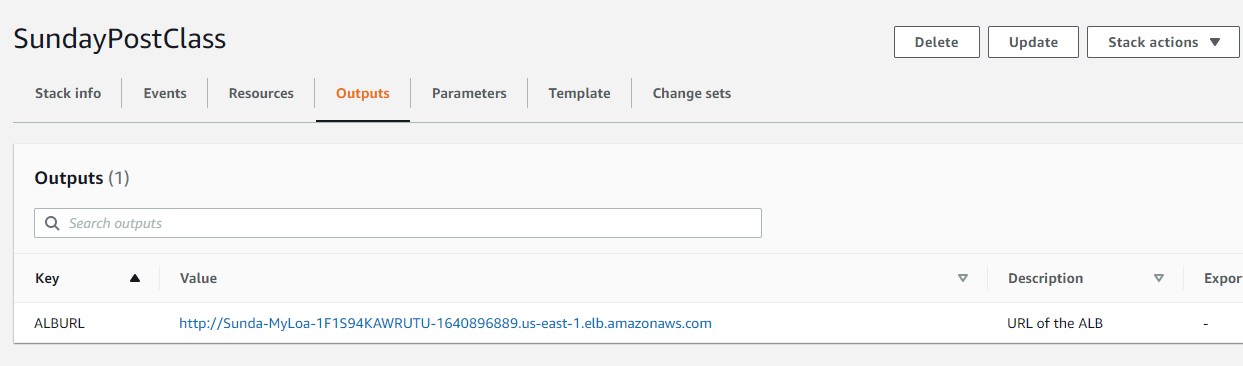 SundayPostClass
Delete Update Stack actions
Stack info Events Resources Outputs Parameters Template Change sets
Outputs (1)
Search outputs
Key Value Description Expor
ALBURL http://Sunda-MyLoa-1F1S94KAWRUTU-1640896889.us-east-1.elb.amazonaws.com URL of the ALB -